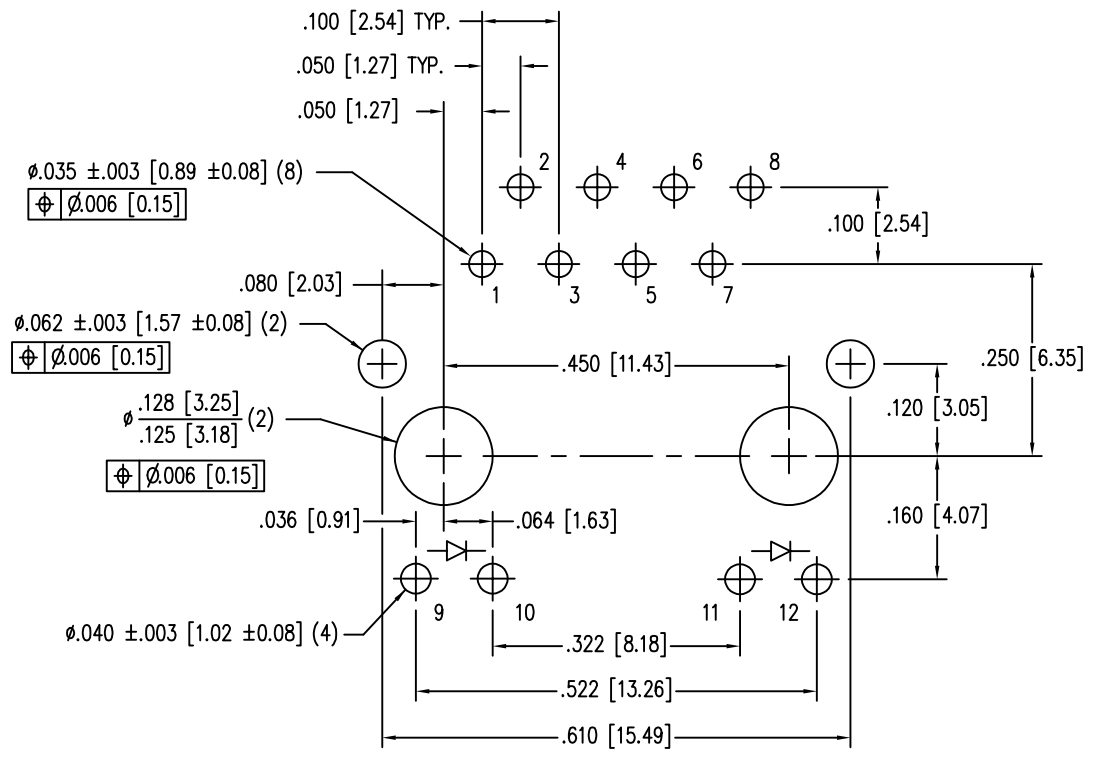 .100 [2.54] TYP.
.050 [1.27] TYP.
.050 [1.27]
2 4 6 8
ø.035 ±.003 [0.89 ±0.08] (8)
⌖ Ø.006 [0.15]
.100 [2.54]
1 3 5 7
.080 [2.03]
ø.062 ±.003 [1.57 ±0.08] (2)
⌖ Ø.006 [0.15]
.450 [11.43]
.250 [6.35]
.120 [3.05]
ø .128 [3.25]
.125 [3.18] (2)
⌖ Ø.006 [0.15]
.036 [0.91]
.064 [1.63]
.160 [4.07]
9 10 11 12
ø.040 ±.003 [1.02 ±0.08] (4)
.322 [8.18]
.522 [13.26]
.610 [15.49]